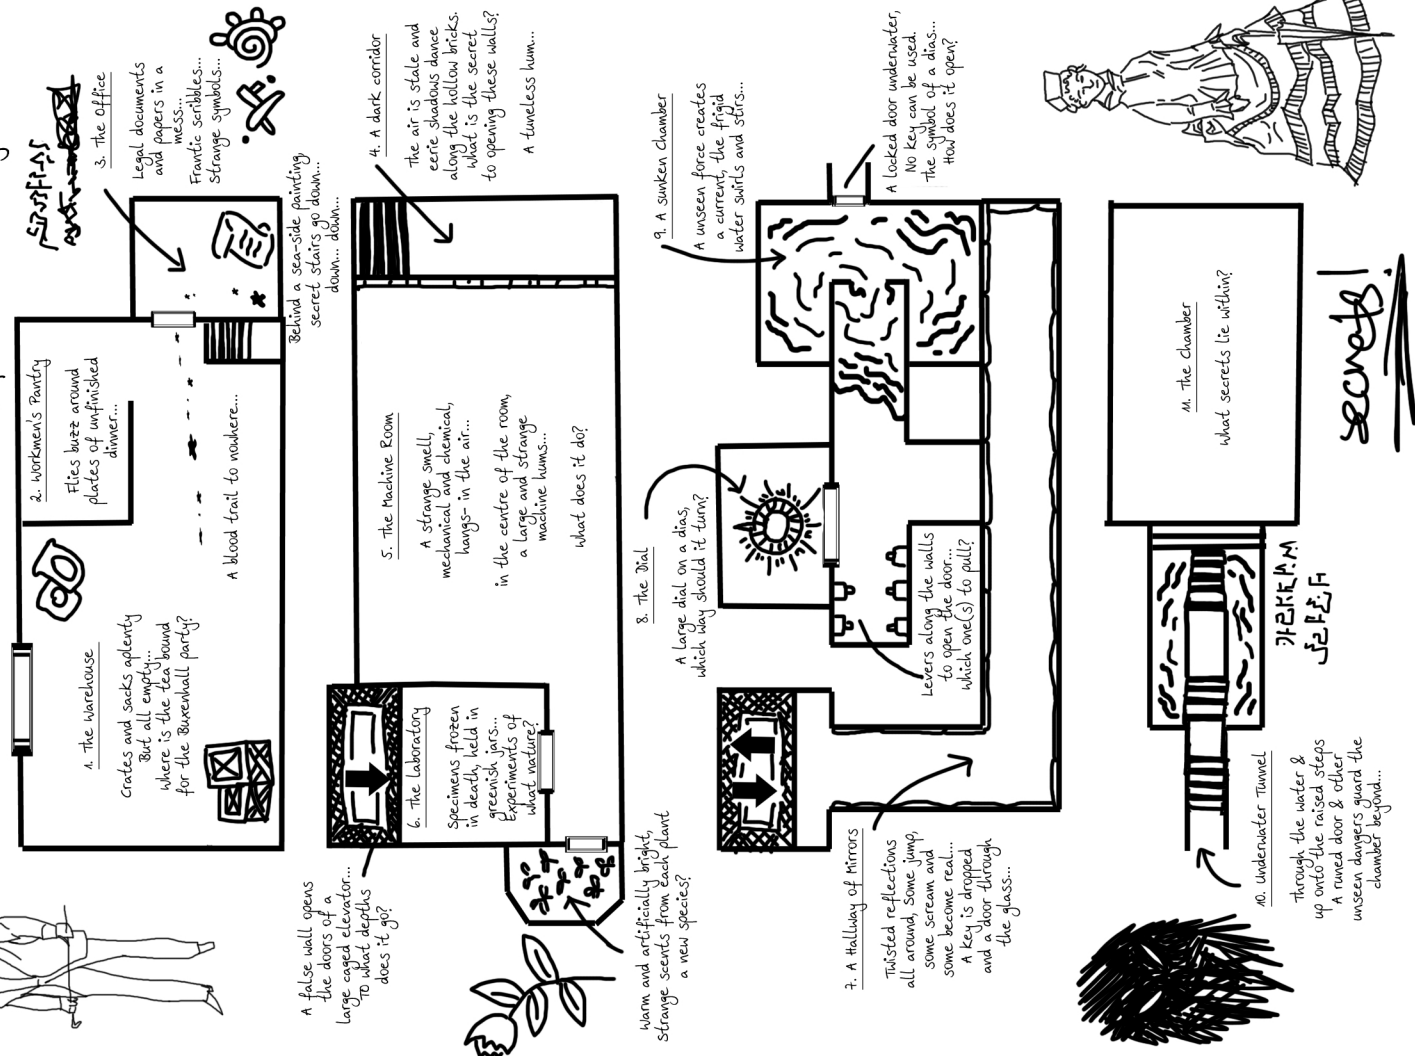 1. The Warehouse
Crates and sacks aplenty
But all empty...
Where is the tea bound
for the Buxenhall party?
2. Workmen's Pantry
Flies buzz around
plates of unfinished
dinner...
A blood trail to nowhere...
3. The Office
Legal documents
and papers in a
mess...
Frantic scribbles...
Strange symbols...
Behind a sea-side painting,
secret stairs go down...
down... down...
4. A dark corridor
The air is stale and
eerie shadows dance
along the hollow bricks.
What is the secret
to opening these walls?
A tuneless hum...
5. The Machine Room
A strange smell,
mechanical and chemical,
hangs- in the air...
in the centre of the room,
a large and strange
machine hums...
What does it do?
6. The Laboratory
Specimens frozen
in death, held in
greenish jars...
Experiments of
what nature?
A false wall opens
the doors of a
large caged elevator...
To what depths
does it go?
Warm and artificially bright,
strange scents from each plant
a new species?
7. A Hallway of Mirrors
Twisted reflections
all around, Some jump,
some scream and
some become real...
A key is dropped
and a door through
the glass...
8. The Dial
A large dial on a dias,
which way should it turn?
Levers along the walls
to open the door...
which one(s) to pull?
9. A sunken chamber
A unseen force creates
a current, the frigid
water swirls and stirs...
A locked door underwater,
No key can be used.
the symbol of a dias...
How does it open?
10. Underwater Tunnel
Through the water &
up onto the raised steps
A runed door & other
unseen dangers guard the
chamber beyond...
11. The Chamber
What secrets lie within?
secrets!